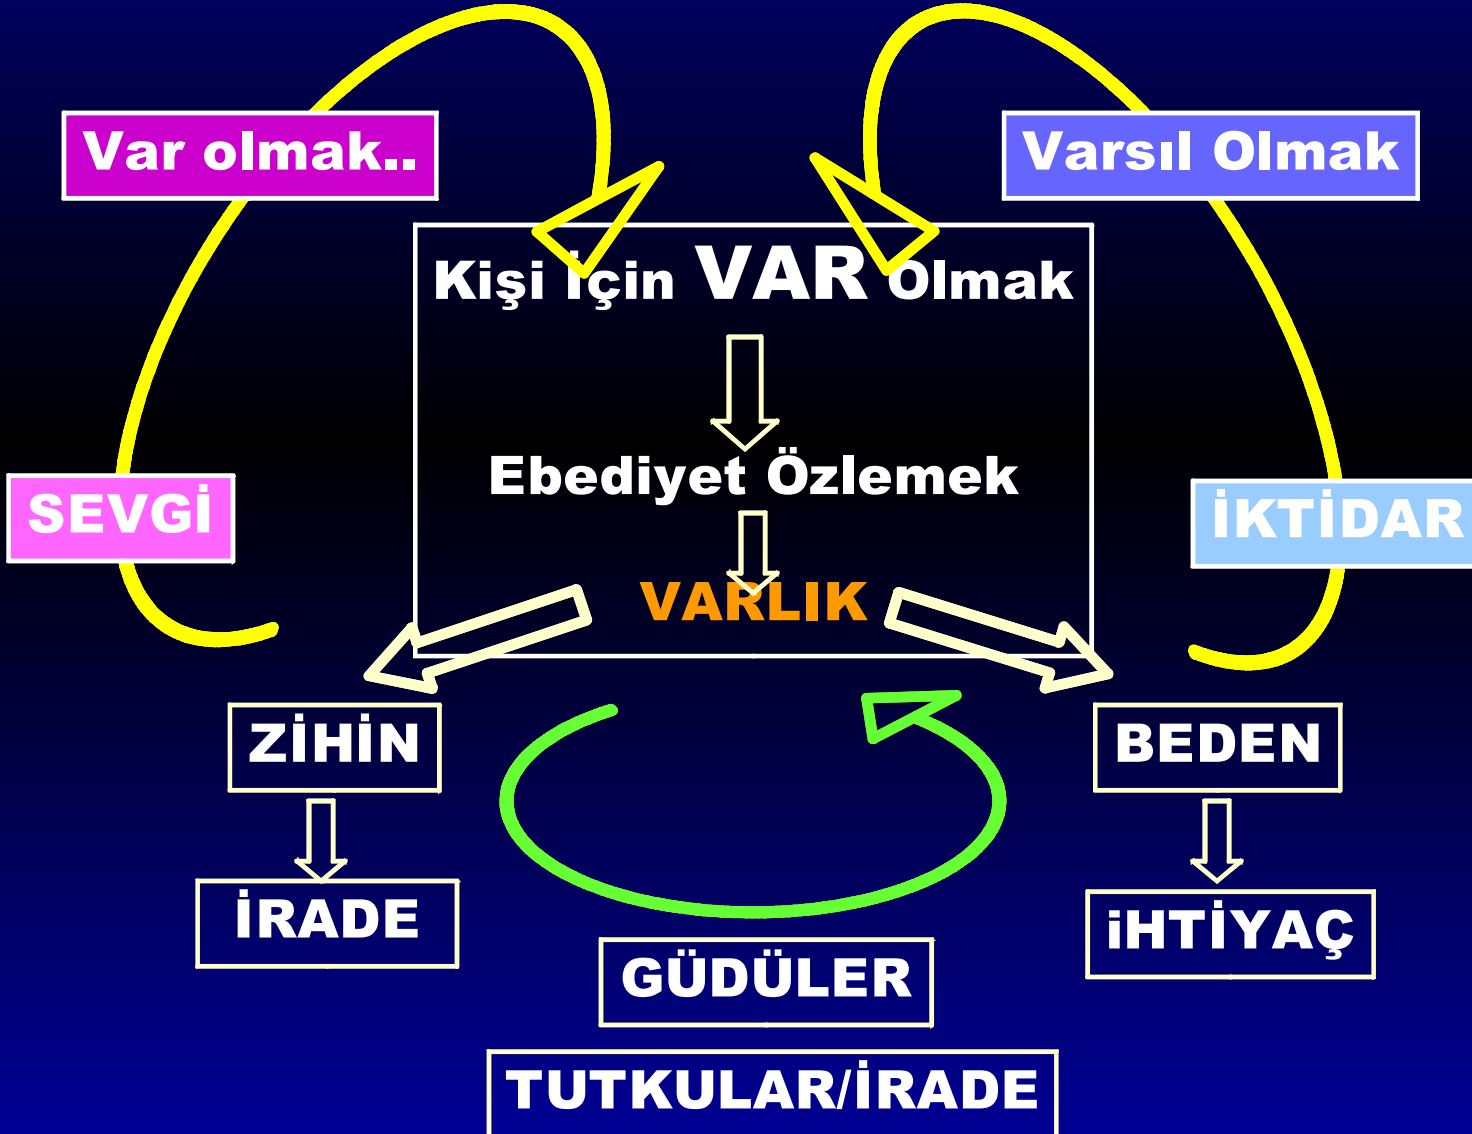 Var olmak..
Varsıl Olmak
Kişi İçin VAR Olmak
Ebediyet Özlemek
SEVGİ
İKTİDAR
VARLIK
ZİHİN
BEDEN
İRADE
iHTİYAÇ
GÜDÜLER
TUTKULAR/İRADE